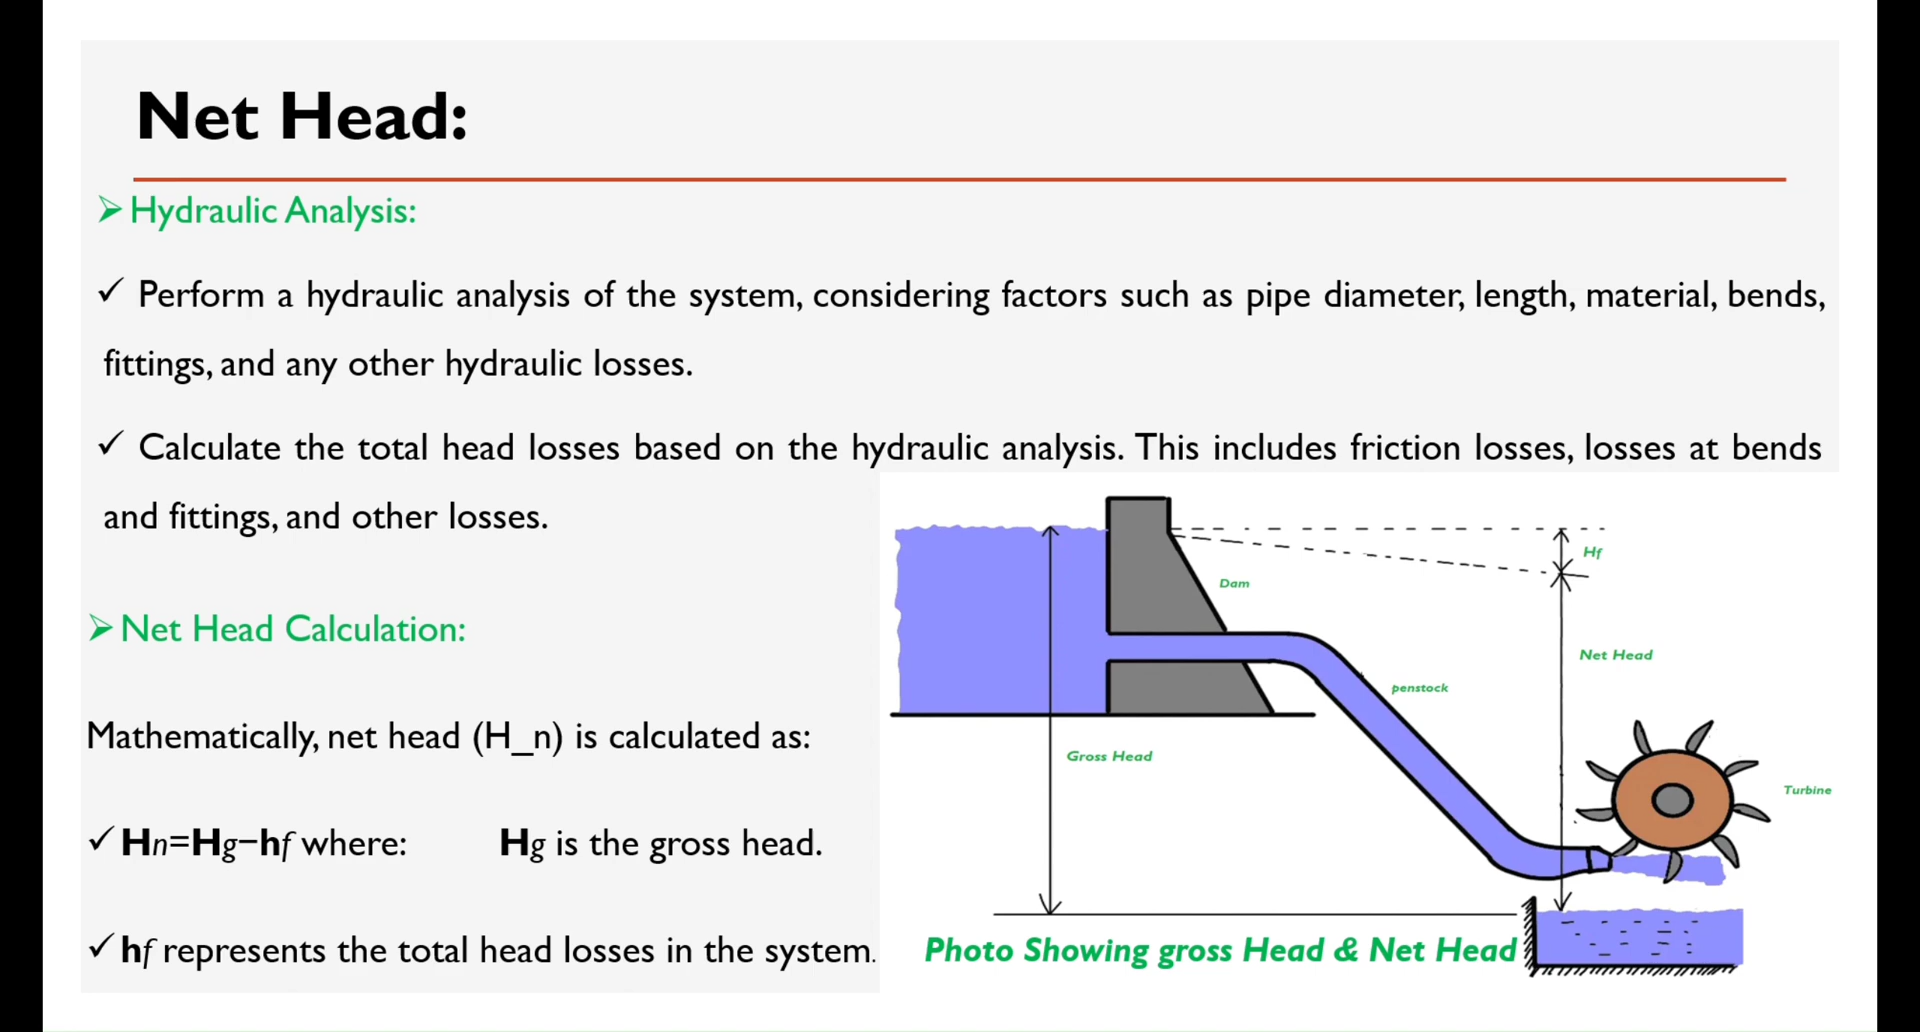 Net Head:
➢Hydraulic Analysis:
✓ Perform a hydraulic analysis of the system, considering factors such as pipe diameter, length, material, bends,
fittings, and any other hydraulic losses.
✓ Calculate the total head losses based on the hydraulic analysis. This includes friction losses, losses at bends
and fittings, and other losses.
➢Net Head Calculation:
Mathematically, net head (H_n) is calculated as:
✓Hn=Hg−hf where: Hg is the gross head.
✓hf represents the total head losses in the system.
Hf
Dam
Net Head
penstock
Gross Head
Turbine
Photo Showing gross Head & Net Head